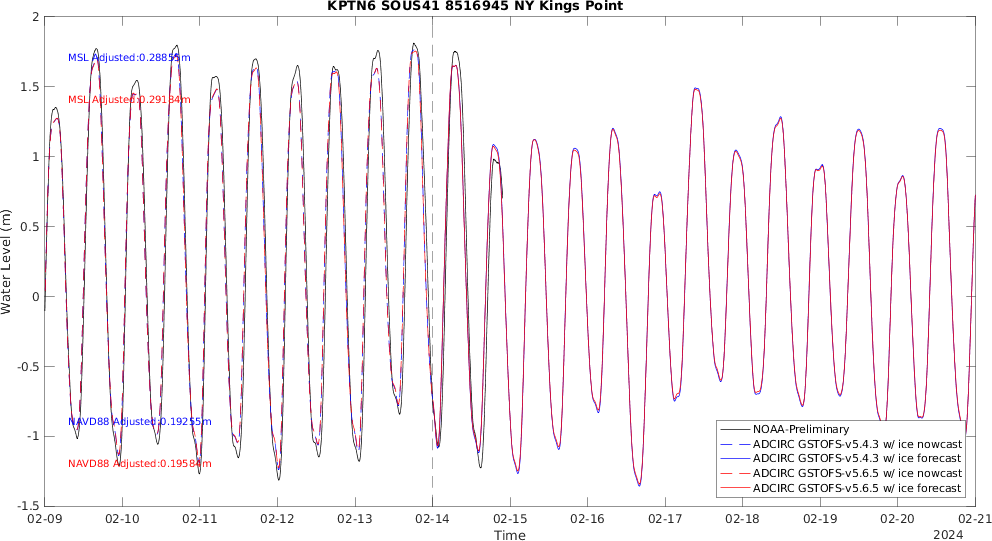 KPTN6 SOUS41 8516945 NY Kings Point
2
1.5
1
0.5
0
-0.5
-1
-1.5
Water Level (m)
MSL Adjusted:0.28855m
MSL Adjusted:0.29184m
NAVD88 Adjusted:0.19255m
NAVD88 Adjusted:0.19584m
NOAA-Preliminary
ADCIRC GSTOFS-v5.4.3 w/ ice nowcast
ADCIRC GSTOFS-v5.4.3 w/ ice forecast
ADCIRC GSTOFS-v5.6.5 w/ ice nowcast
ADCIRC GSTOFS-v5.6.5 w/ ice forecast
02-09 02-10 02-11 02-12 02-13 02-14 02-15 02-16 02-17 02-18 02-19 02-20 02-21
Time
2024